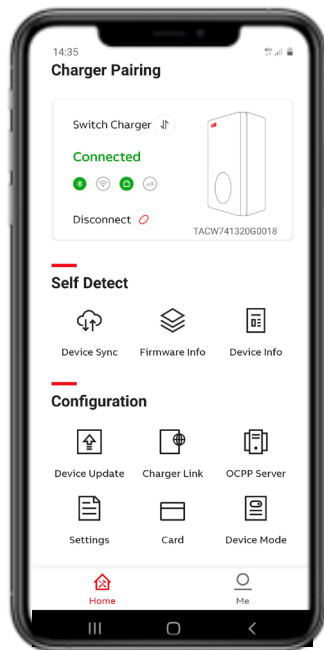 14:35
Charger Pairing
Switch Charger
Connected
Disconnect
TACW741320G0018
Self Detect
Device Sync Firmware Info Device Info
Configuration
Device Update Charger Link OCPP Server
Settings Card Device Mode
Home Me